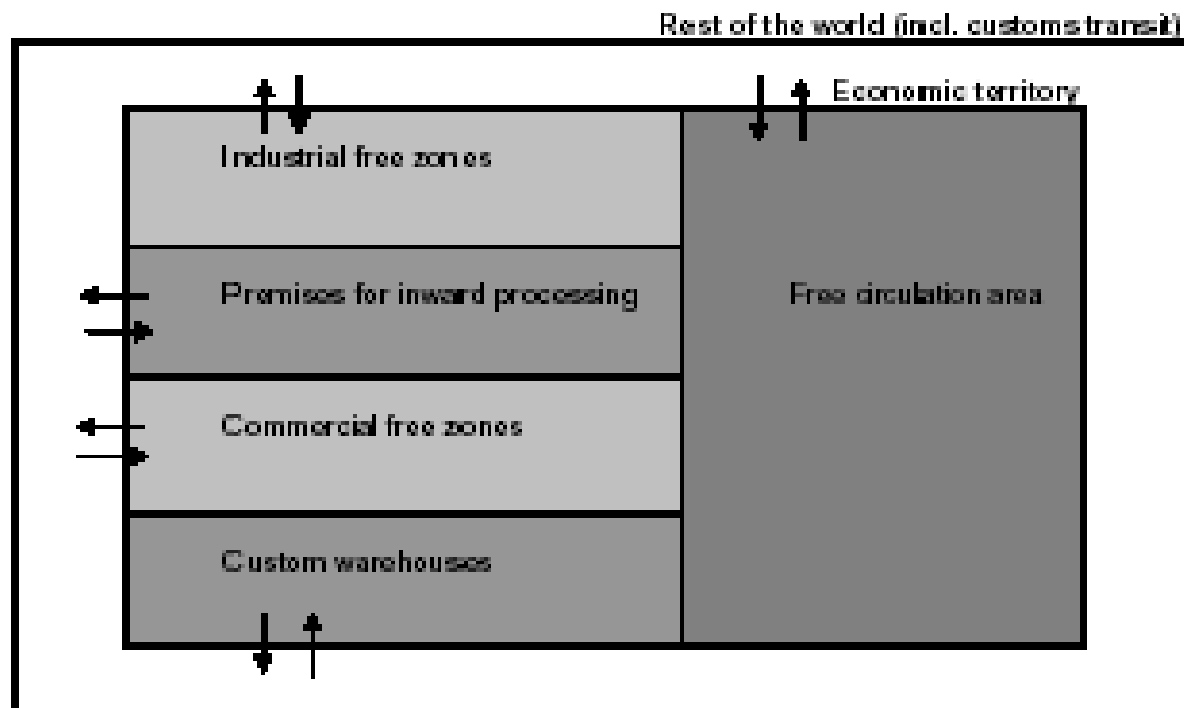 Rest of the world (incl. customs transit)
Economic territory
Industrial free zones
Premises for inward processing
Free circulation area
Commercial free zones
Custom warehouses